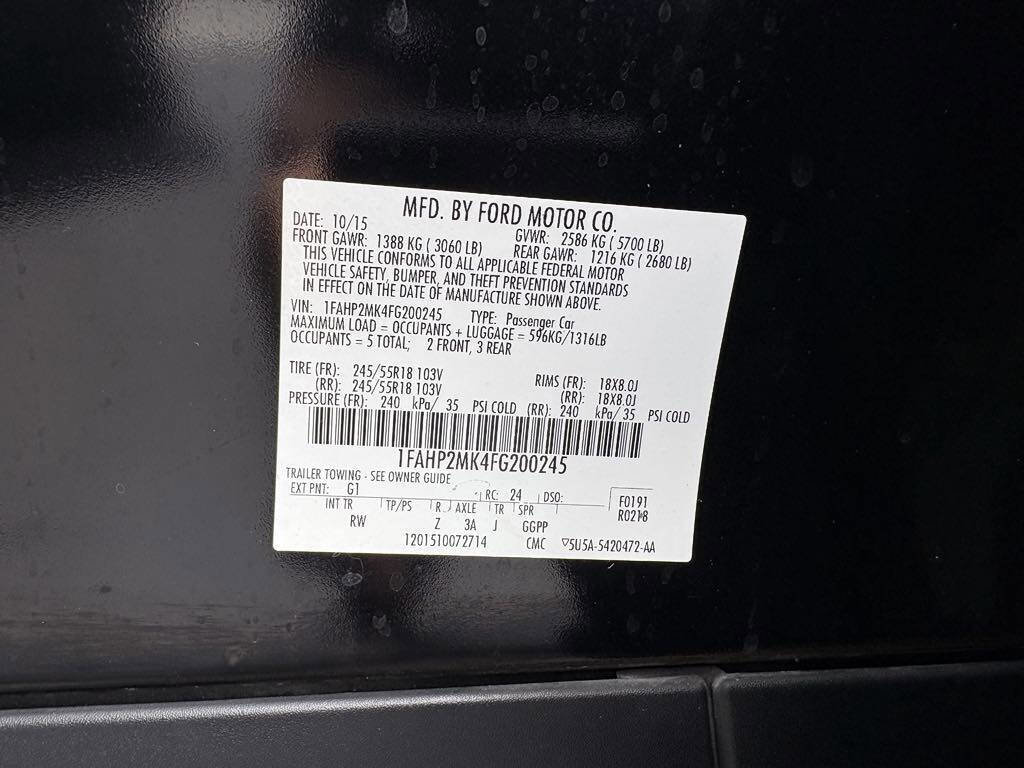 MFD. BY FORD MOTOR CO.
DATE: 10/15 GVWR: 2586 KG ( 5700 LB)
FRONT GAWR: 1388 KG ( 3060 LB) REAR GAWR: 1216 KG ( 2680 LB)
THIS VEHICLE CONFORMS TO ALL APPLICABLE FEDERAL MOTOR
VEHICLE SAFETY, BUMPER, AND THEFT PREVENTION STANDARDS
IN EFFECT ON THE DATE OF MANUFACTURE SHOWN ABOVE.
VIN: 1FAHP2MK4FG200245 TYPE: Passenger Car
MAXIMUM LOAD = OCCUPANTS + LUGGAGE = 596KG/1316LB
OCCUPANTS = 5 TOTAL; 2 FRONT, 3 REAR
TIRE (FR): 245/55R18 103V RIMS (FR): 18X8.0J
(RR): 245/55R18 103V (RR): 18X8.0J
PRESSURE (FR): 240 kPa/ 35 PSI COLD (RR): 240 kPa/ 35 PSI COLD
1FAHP2MK4FG200245
TRAILER TOWING - SEE OWNER GUIDE
EXT PNT: G1 RC: 24 DSO: F0191
INT TR TP/PS R AXLE TR SPR R0218
RW Z 3A J GGPP
1201510072714 CMC ▽5U5A-5420472-AA